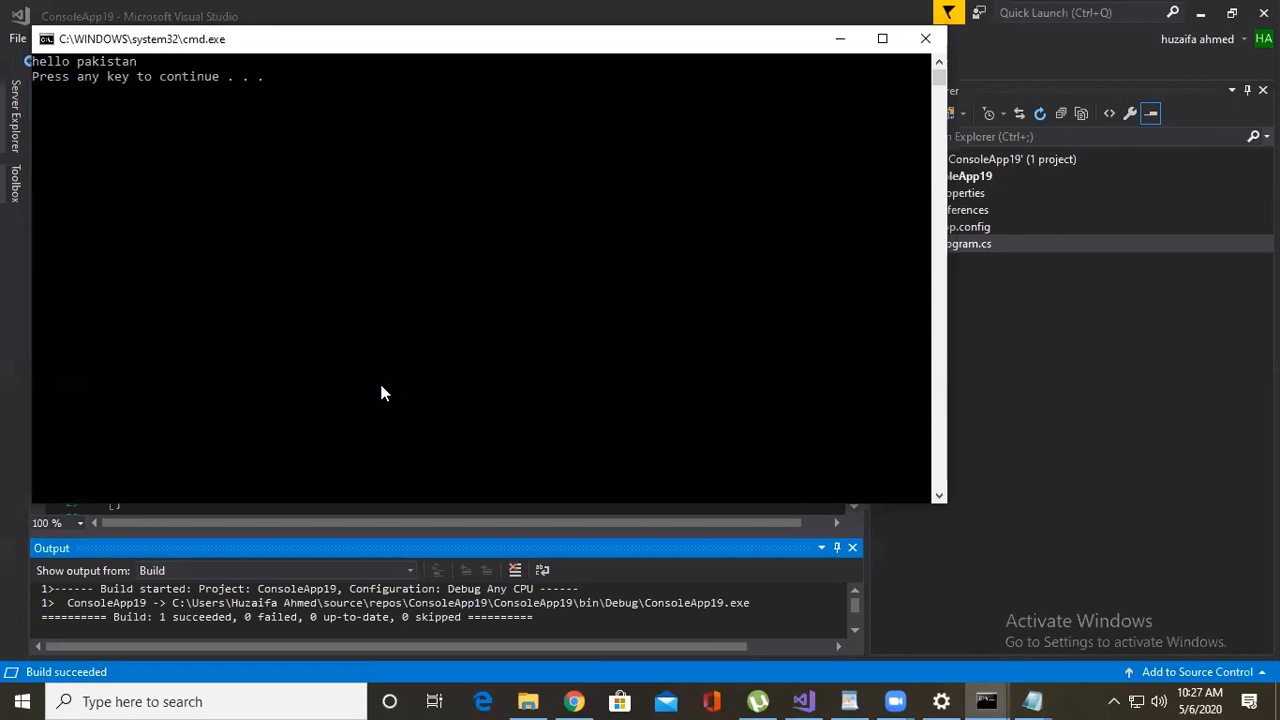 ConsoleApp19 - Microsoft Visual Studio
Quick Launch (Ctrl+Q)
C:\WINDOWS\system32\cmd.exe
File
huzaifa ahmed
HA
hello pakistan
Press any key to continue . . .
Server Explorer
Toolbox
rer
n Explorer (Ctrl+;)
ConsoleApp19' (1 project)
oleApp19
operties
ferences
pp.config
ogram.cs
100 %
Output
Show output from:
Build
1>------ Build started: Project: ConsoleApp19, Configuration: Debug Any CPU ------
1>  ConsoleApp19 -> C:\Users\Huzaifa Ahmed\source\repos\ConsoleApp19\ConsoleApp19\bin\Debug\ConsoleApp19.exe
========== Build: 1 succeeded, 0 failed, 0 up-to-date, 0 skipped ==========
Activate Windows
Go to Settings to activate Windows.
Build succeeded
Add to Source Control
Type here to search
10:27 AM
5/6/2020